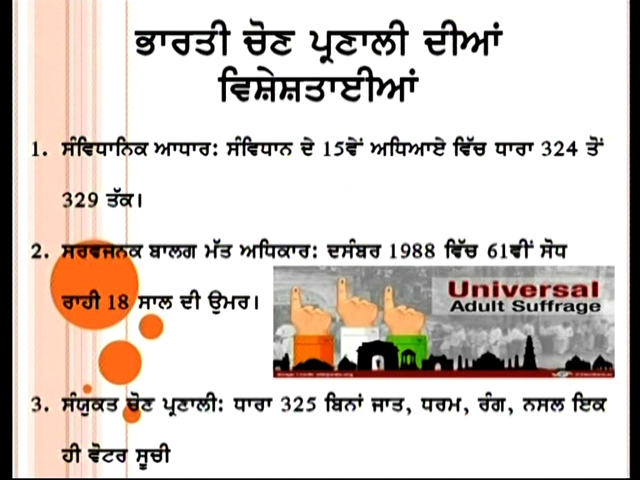 ਭਾਰਤੀ ਚੋਣ ਪ੍ਰਣਾਲੀ ਦੀਆਂ
ਵਿਸ਼ੇਸ਼ਤਾਈਆਂ
1. ਸੰਵਿਧਾਨਿਕ ਆਧਾਰ: ਸੰਵਿਧਾਨ ਦੇ 15ਵੇਂ ਅਧਿਆਏ ਵਿੱਚ ਧਾਰਾ 324 ਤੋਂ
329 ਤੱਕ।
2. ਸਰਵਜਨਕ ਬਾਲਗ ਮੱਤ ਅਧਿਕਾਰ: ਦਸੰਬਰ 1988 ਵਿੱਚ 61ਵੀਂ ਸੋਧ
ਰਾਹੀ 18 ਸਾਲ ਦੀ ਉਮਰ।
Universal
Adult Suffrage
3. ਸੰਯੁਕਤ ਚੋਣ ਪ੍ਰਣਾਲੀ: ਧਾਰਾ 325 ਬਿਨਾਂ ਜਾਤ, ਧਰਮ, ਰੰਗ, ਨਸਲ ਇਕ
ਹੀ ਵੋਟਰ ਸੂਚੀ